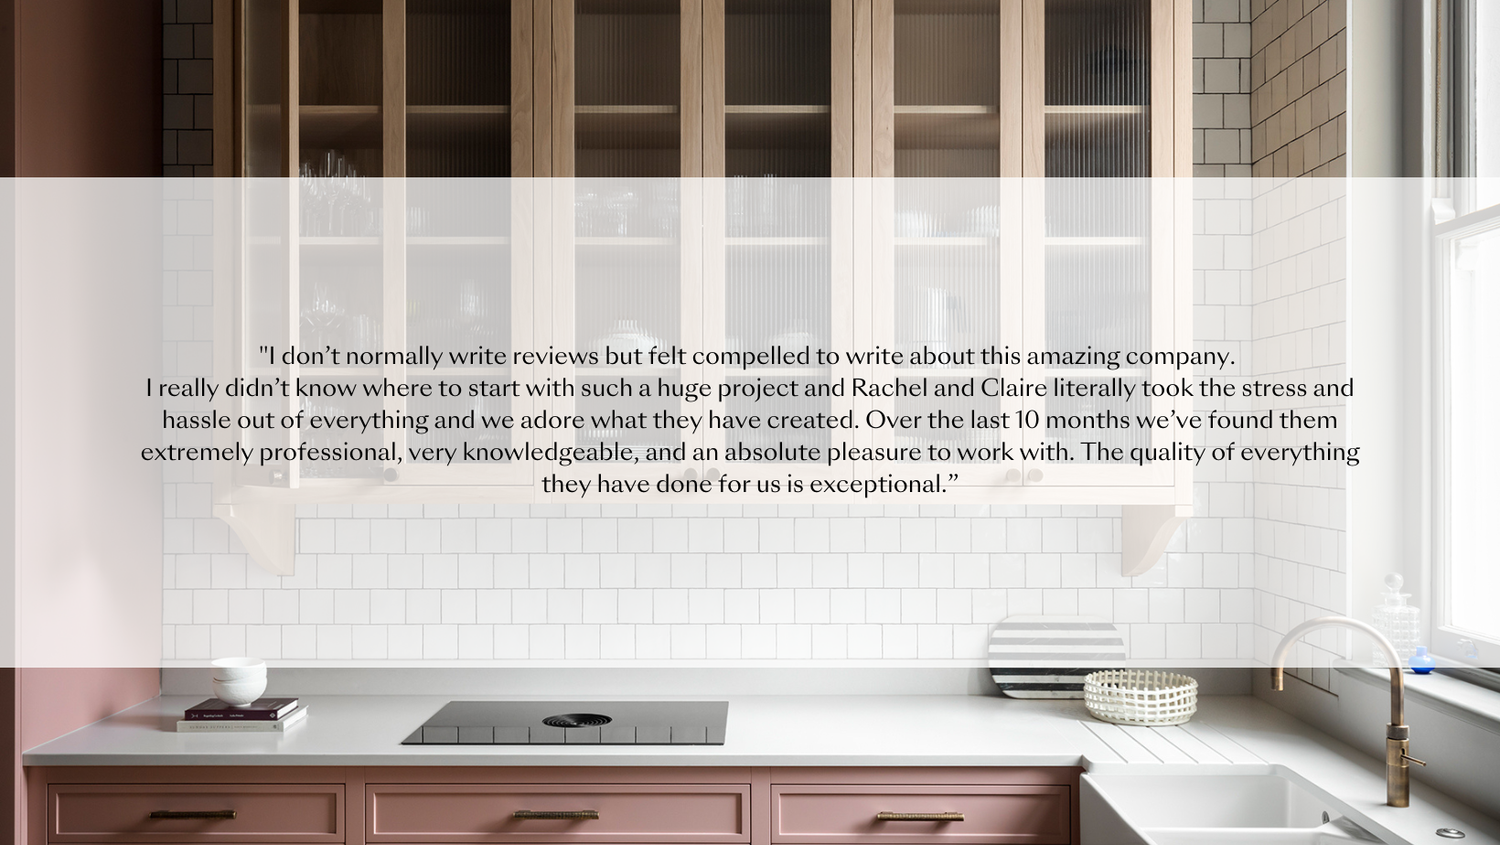 "I don’t normally write reviews but felt compelled to write about this amazing company.
I really didn’t know where to start with such a huge project and Rachel and Claire literally took the stress and
hassle out of everything and we adore what they have created. Over the last 10 months we’ve found them
extremely professional, very knowledgeable, and an absolute pleasure to work with. The quality of everything
they have done for us is exceptional.”